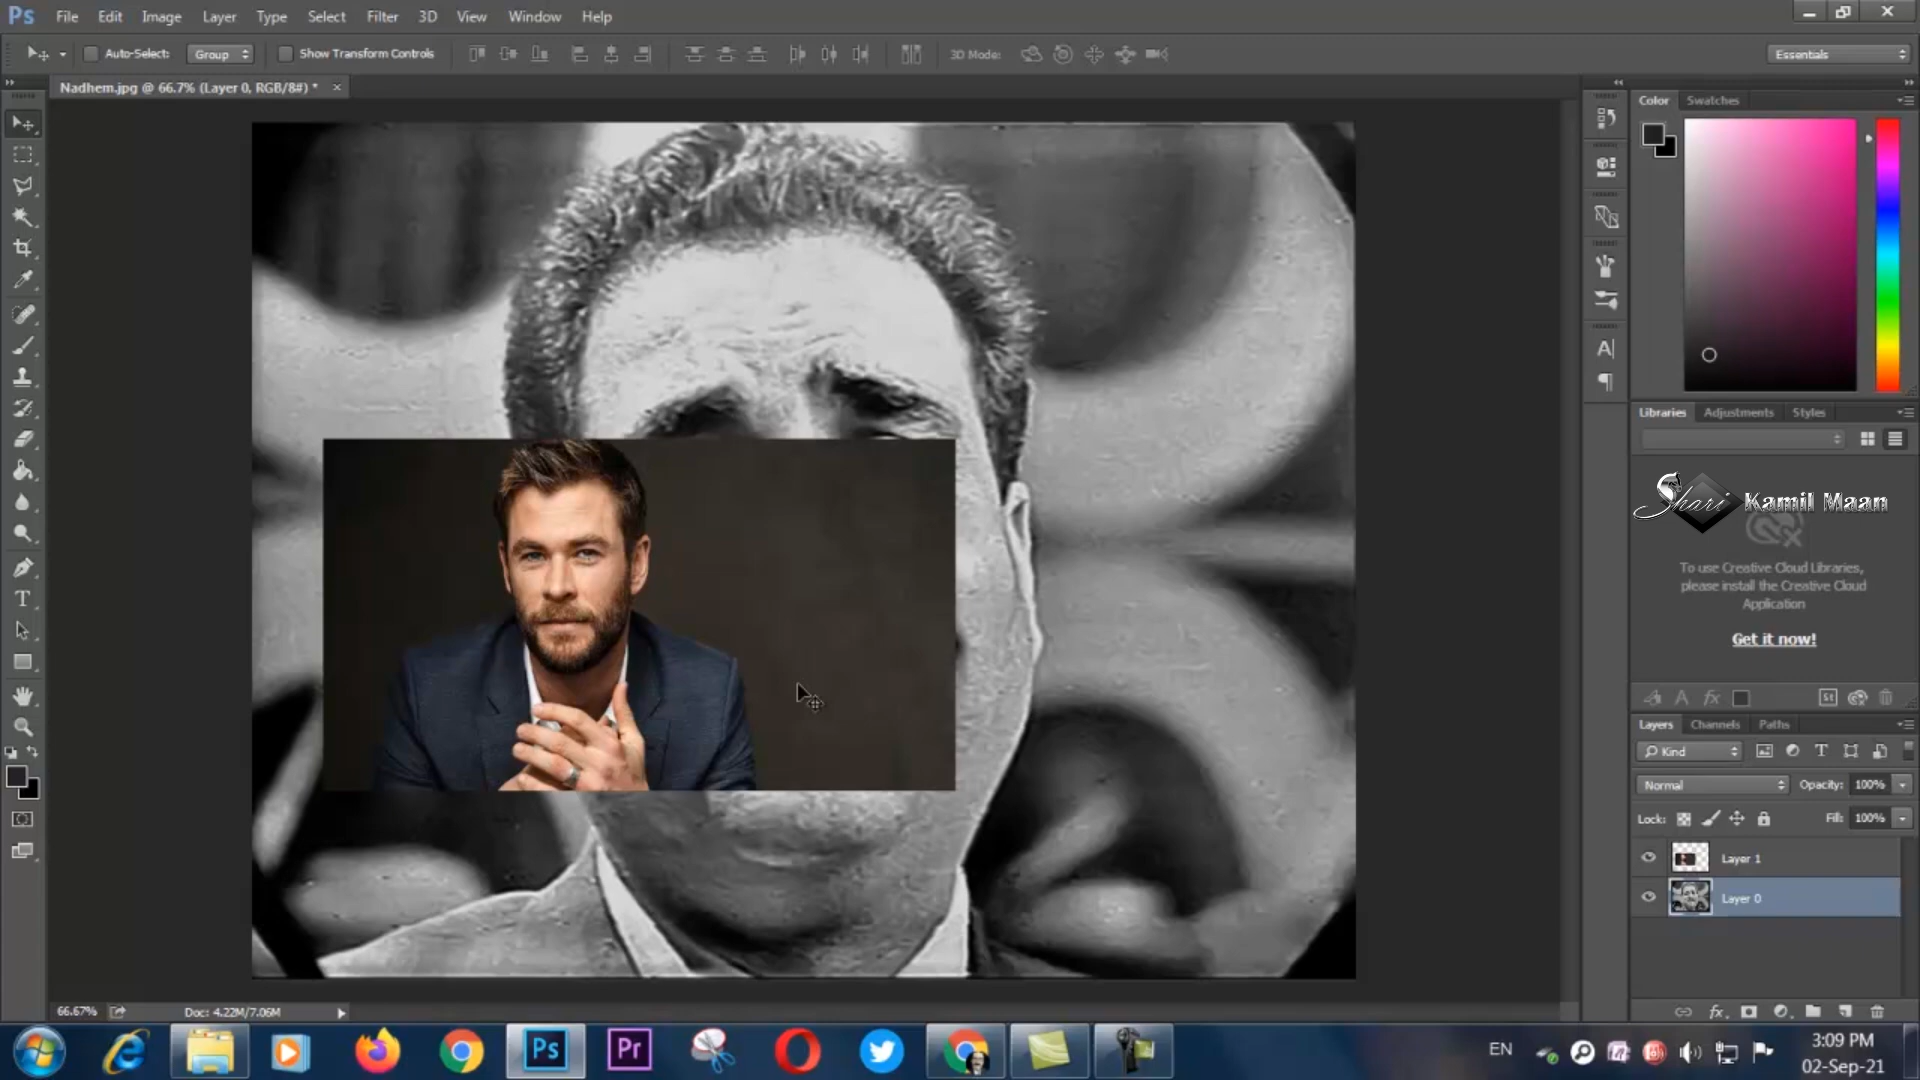 Ps File Edit Image Layer Type Select Filter 3D View Window Help
Auto-Select: Group Show Transform Controls 3D Mode: Essentials
Nadhem.jpg @ 66.7% (Layer 0, RGB/8#) * ×
Color Swatches
Libraries Adjustments Styles
Shari Kamil Maan
To use Creative Cloud Libraries,
please install the Creative Cloud
Application
Get it now!
Layers Channels Paths
Kind
Normal Opacity: 100%
Lock: Fill: 100%
Layer 1
Layer 0
66.67% Doc: 4.22M/7.06M
Ps Pr EN 3:09 PM
02-Sep-21